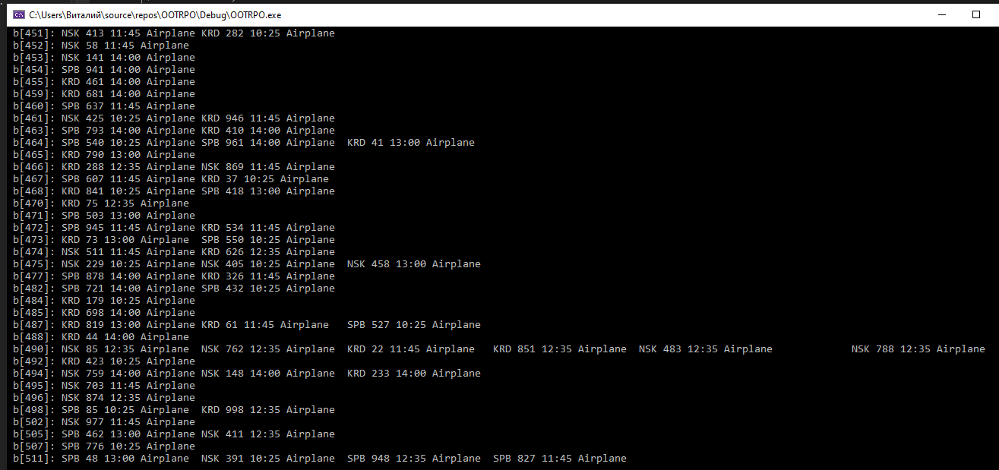 C:\Users\Виталий\source\repos\OOTRPO\Debug\OOTRPO.exe
b[451]: NSK 413 11:45 Airplane KRD 282 10:25 Airplane
b[452]: NSK 58 11:45 Airplane
b[453]: NSK 141 14:00 Airplane
b[454]: SPB 941 14:00 Airplane
b[455]: KRD 461 14:00 Airplane
b[459]: KRD 681 14:00 Airplane
b[460]: SPB 637 11:45 Airplane
b[461]: NSK 425 10:25 Airplane KRD 946 11:45 Airplane
b[463]: SPB 793 14:00 Airplane KRD 410 14:00 Airplane
b[464]: SPB 540 10:25 Airplane SPB 961 14:00 Airplane KRD 41 13:00 Airplane
b[465]: KRD 790 13:00 Airplane
b[466]: KRD 288 12:35 Airplane NSK 869 11:45 Airplane
b[467]: SPB 607 11:45 Airplane KRD 37 10:25 Airplane
b[468]: KRD 841 10:25 Airplane SPB 418 13:00 Airplane
b[470]: KRD 75 12:35 Airplane
b[471]: SPB 503 13:00 Airplane
b[472]: SPB 945 11:45 Airplane KRD 534 11:45 Airplane
b[473]: KRD 73 13:00 Airplane SPB 550 10:25 Airplane
b[474]: NSK 511 11:45 Airplane KRD 626 12:35 Airplane
b[475]: NSK 229 10:25 Airplane NSK 405 10:25 Airplane NSK 458 13:00 Airplane
b[477]: SPB 878 14:00 Airplane KRD 326 11:45 Airplane
b[482]: SPB 721 14:00 Airplane SPB 432 10:25 Airplane
b[484]: KRD 179 10:25 Airplane
b[485]: KRD 698 14:00 Airplane
b[487]: KRD 819 13:00 Airplane KRD 61 11:45 Airplane SPB 527 10:25 Airplane
b[488]: KRD 44 14:00 Airplane
b[490]: NSK 85 12:35 Airplane NSK 762 12:35 Airplane KRD 22 11:45 Airplane KRD 851 12:35 Airplane NSK 483 12:35 Airplane NSK 788 12:35 Airplane
b[492]: KRD 423 10:25 Airplane
b[494]: NSK 759 14:00 Airplane NSK 148 14:00 Airplane KRD 233 14:00 Airplane
b[495]: NSK 703 11:45 Airplane
b[496]: NSK 874 12:35 Airplane
b[498]: SPB 85 10:25 Airplane KRD 998 12:35 Airplane
b[502]: NSK 977 11:45 Airplane
b[505]: SPB 462 13:00 Airplane NSK 411 12:35 Airplane
b[507]: SPB 776 10:25 Airplane
b[511]: SPB 48 13:00 Airplane NSK 391 10:25 Airplane SPB 948 12:35 Airplane SPB 827 11:45 Airplane